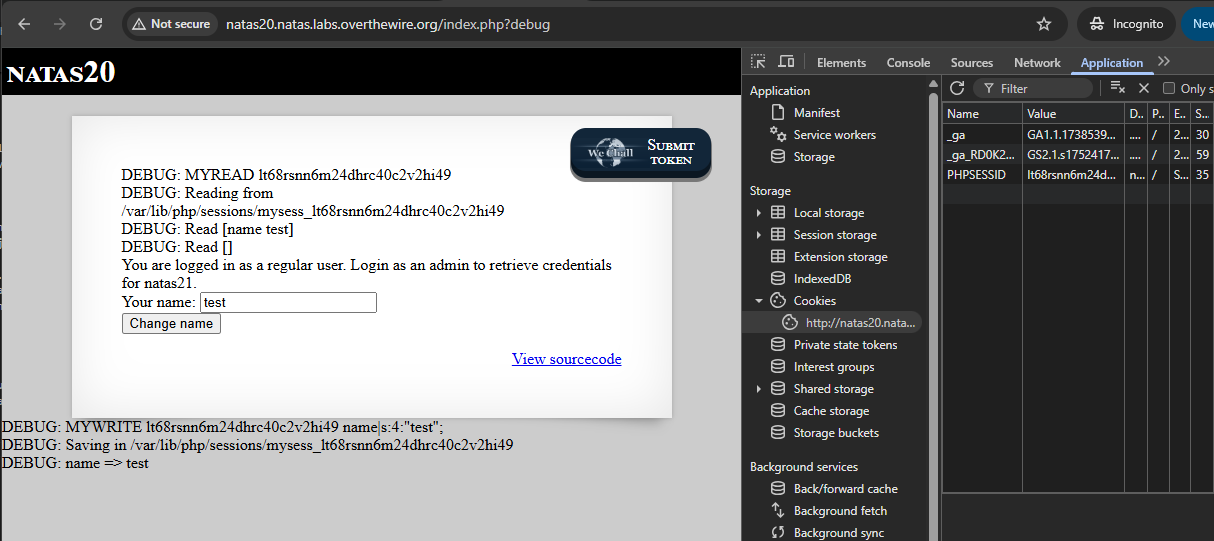 Not secure
natas20.natas.labs.overthewire.org/index.php?debug
Incognito
New
NATAS20
Elements
Console
Sources
Network
Application
We Chall
SUBMIT
TOKEN
DEBUG: MYREAD lt68rsnn6m24dhrc40c2v2hi49
DEBUG: Reading from
/var/lib/php/sessions/mysess_lt68rsnn6m24dhrc40c2v2hi49
DEBUG: Read [name test]
DEBUG: Read []
You are logged in as a regular user. Login as an admin to retrieve credentials
for natas21.
Your name: test
Change name
View sourcecode
DEBUG: MYWRITE lt68rsnn6m24dhrc40c2v2hi49 name|s:4:"test";
DEBUG: Saving in /var/lib/php/sessions/mysess_lt68rsnn6m24dhrc40c2v2hi49
DEBUG: name => test
Application
Manifest
Service workers
Storage
Storage
Local storage
Session storage
Extension storage
IndexedDB
Cookies
http://natas20.nata...
Private state tokens
Interest groups
Shared storage
Cache storage
Storage buckets
Background services
Back/forward cache
Background fetch
Background sync
Filter
Only s
Name Value D.. P.. E.. S...
_ga GA1.1.1738539... .... / 2... 30
_ga_RD0K2... GS2.1.s1752417... .... / 2... 59
PHPSESSID lt68rsnn6m24d... n... / S... 35